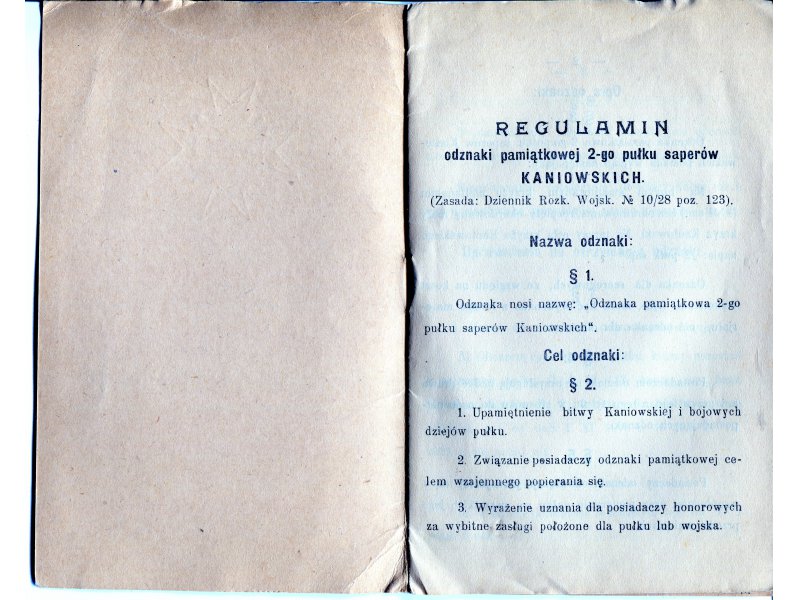 REGULAMIN
odznaki pamiątkowej 2-go pułku saperów
KANIOWSKICH.
(Zasada: Dziennik Rozk. Wojsk. № 10/28 poz. 123).
Nazwa odznaki:
§ 1.
Odznaka nosi nazwę: „Odznaka pamiątkowa 2-go
pułku saperów Kaniowskich“.
Cel odznaki:
§ 2.
1. Upamiętnienie bitwy Kaniowskiej i bojowych
dziejów pułku.
2. Związanie posiadaczy odznaki pamiątkowej ce-
lem wzajemnego popierania się.
3. Wyrażenie uznania dla posiadaczy honorowych
za wybitne zasługi położone dla pułku lub wojska.